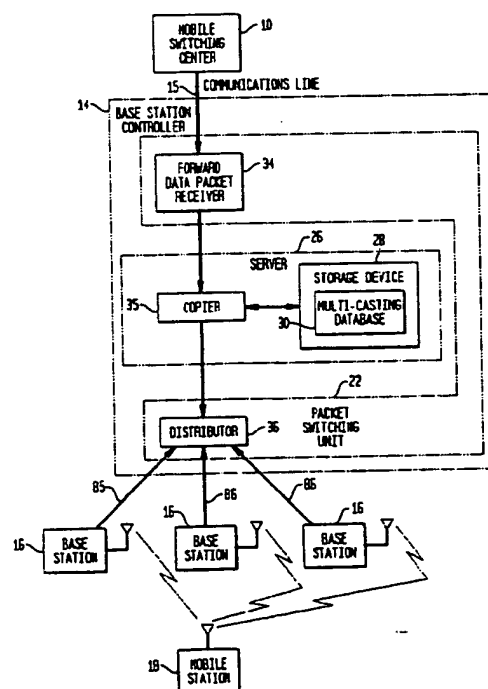 MOBILE
SWITCHING
CENTER
10
15
COMMUNICATIONS LINE
14
BASE STATION
CONTROLLER
FORWARD
DATA PACKET
RECEIVER
34
26
SERVER
28
STORAGE DEVICE
35
COPIER
30
MULTI-CASTING
DATABASE
22
PACKET
SWITCHING
UNIT
DISTRIBUTOR
36
85
86
86
16
BASE
STATION
16
BASE
STATION
16
BASE
STATION
18
MOBILE
STATION